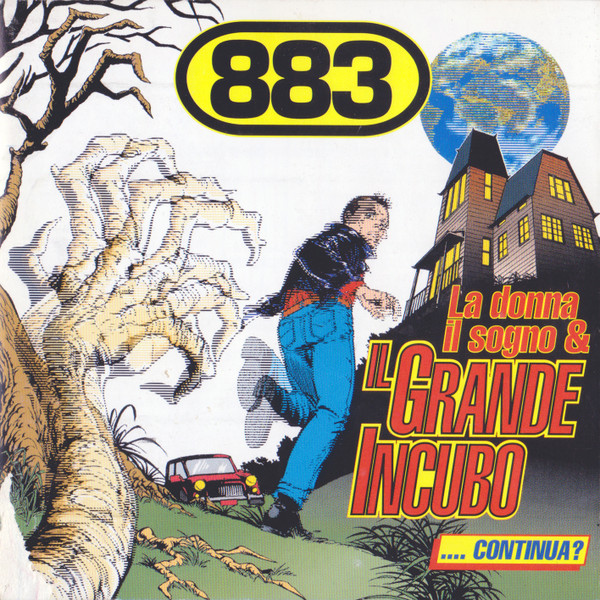 883
La donna
il sogno &
IL GRANDE
INCUBO
.... CONTINUA?